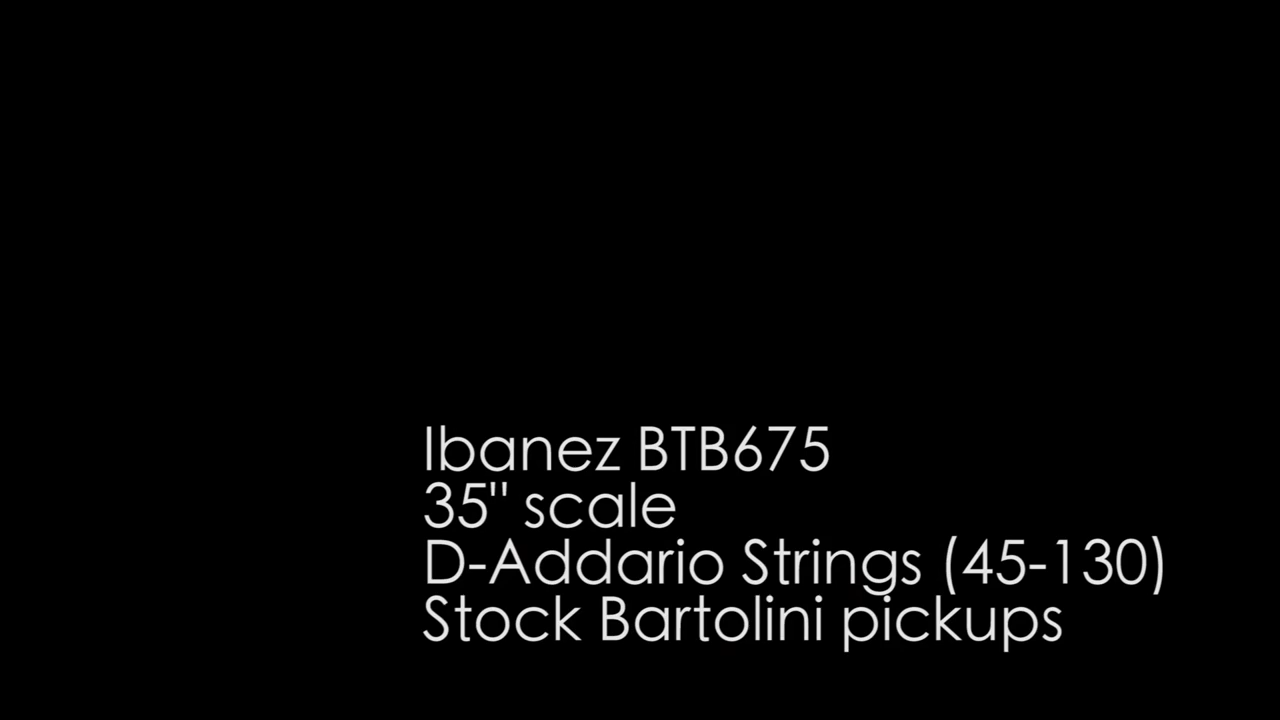 Ibanez BTB675
35" scale
D-Addario Strings (45-130)
Stock Bartolini pickups